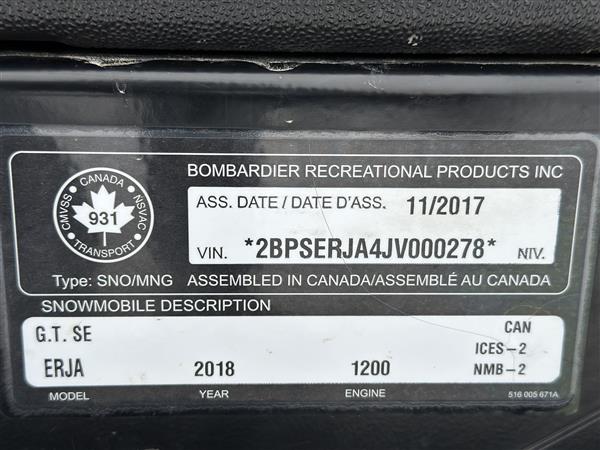 BOMBARDIER RECREATIONAL PRODUCTS INC
CANADA
CMVSS 931 NSVAC
TRANSPORT
ASS. DATE / DATE D'ASS. 11/2017
VIN. *2BPSERJA4JV000278* NIV.
Type: SNO/MNG ASSEMBLED IN CANADA/ASSEMBLÉ AU CANADA
SNOWMOBILE DESCRIPTION
G.T. SE CAN
ICES-2
ERJA 2018 1200 NMB-2
MODEL YEAR ENGINE 516 005 671A